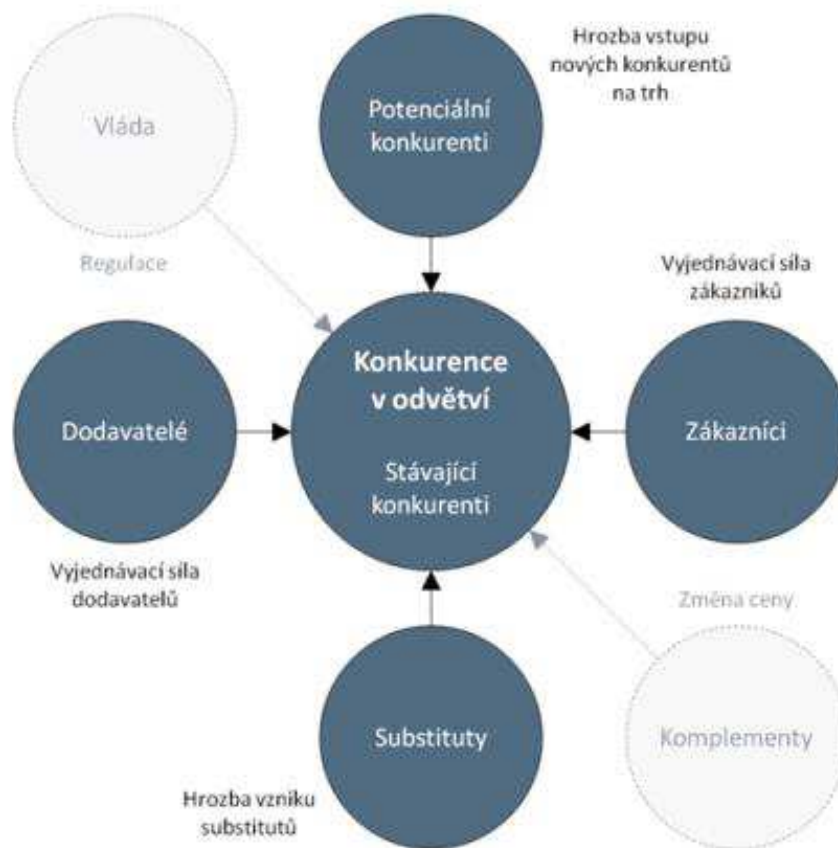 Hrozba vstupu
nových konkurentů
na trh
Potenciální
konkurenti
Vláda
Regulace
Vyjednávací síla
zákazníků
Konkurence
v odvětví
Stávající
konkurenti
Dodavatelé
Zákazníci
Vyjednávací síla
dodavatelů
Změna ceny
Substituty
Komplementy
Hrozba vzniku
substitutů